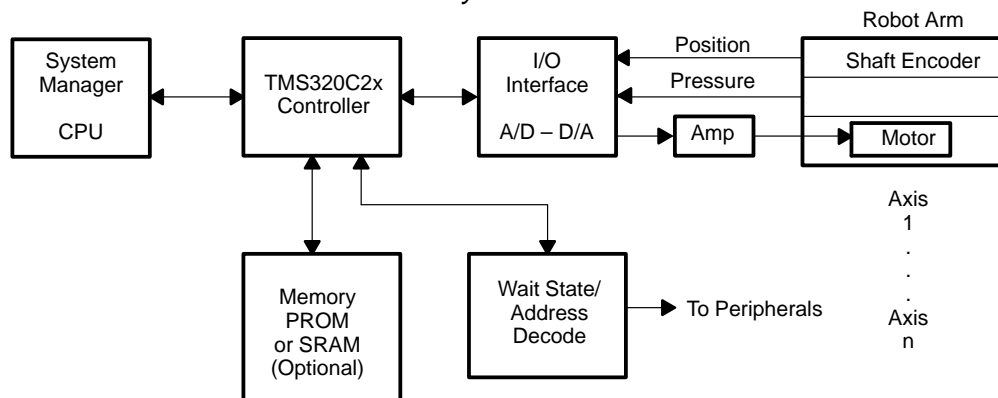 Robot Arm
System
Manager
CPU
TMS320C2x
Controller
I/O
Interface
A/D – D/A
Position
Pressure
Amp
Shaft Encoder
Motor
Axis
1
.
.
.
Axis
n
Memory
PROM
or SRAM
(Optional)
Wait State/
Address
Decode
To Peripherals